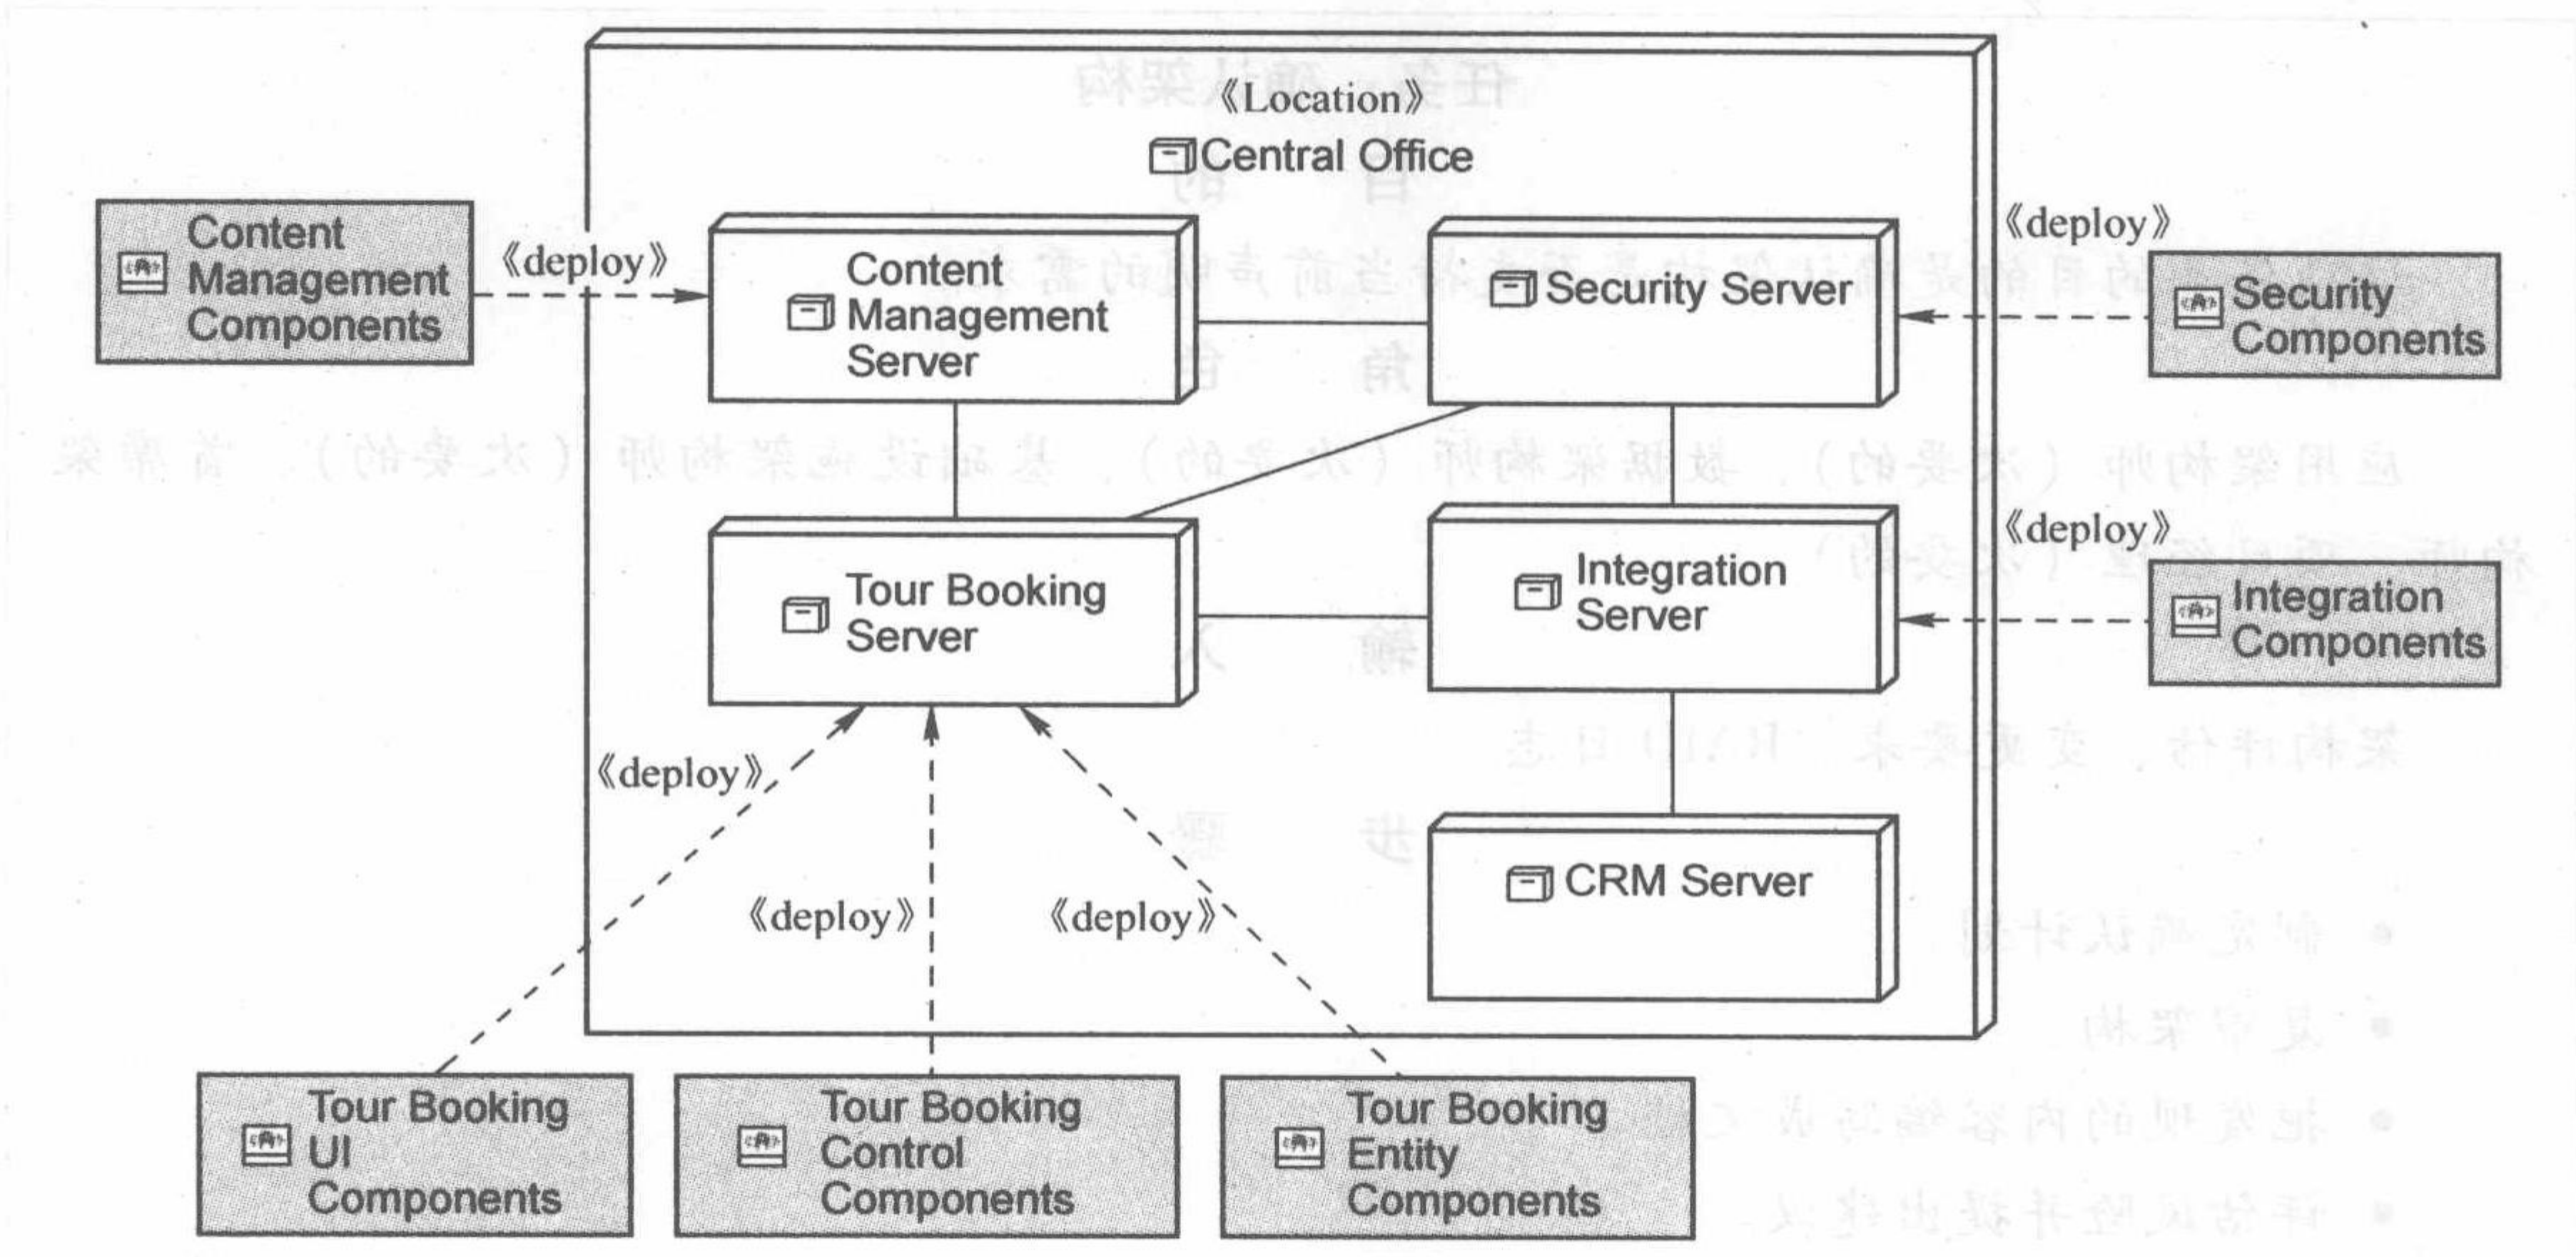 《Location》
Central Office
Content
Management
Components
《deploy》
Content
Management
Server
Security Server
《deploy》
Security
Components
Tour Booking
Server
Integration
Server
《deploy》
Integration
Components
《deploy》
CRM Server
《deploy》
《deploy》
Tour Booking
UI
Components
Tour Booking
Control
Components
Tour Booking
Entity
Components